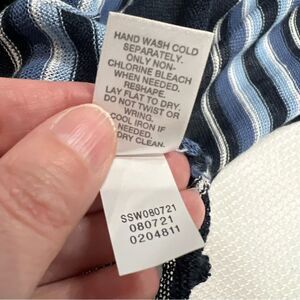 HAND WASH COLD
SEPARATELY.
ONLY NON-
CHLORINE BLEACH
WHEN NEEDED.
RESHAPE.
LAY FLAT TO DRY.
DO NOT TWIST OR
WRING.
COOL IRON IF
NEEDED.
DRY CLEAN.
SSW080721
080721
0204811